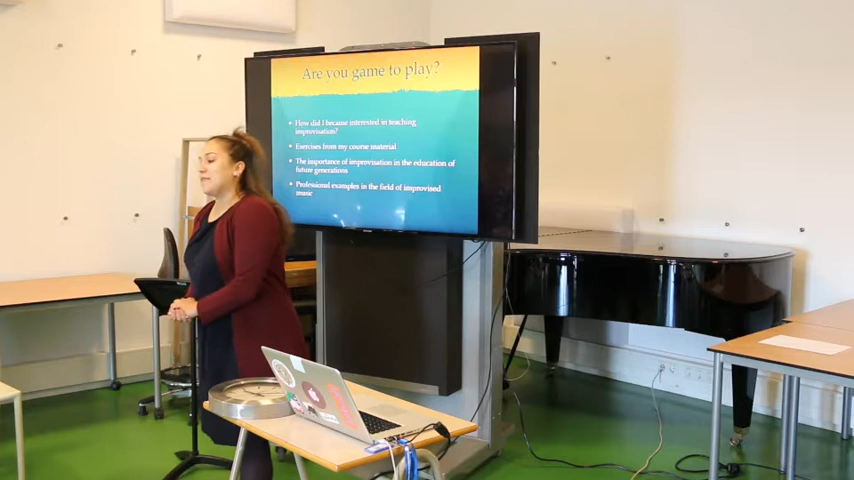 Are you game to play?
• How did I became interested in teaching
improvisation?
• Exercises from my course material
• The importance of improvisation in the education of
future generations
• Professional examples in the field of improvised
music